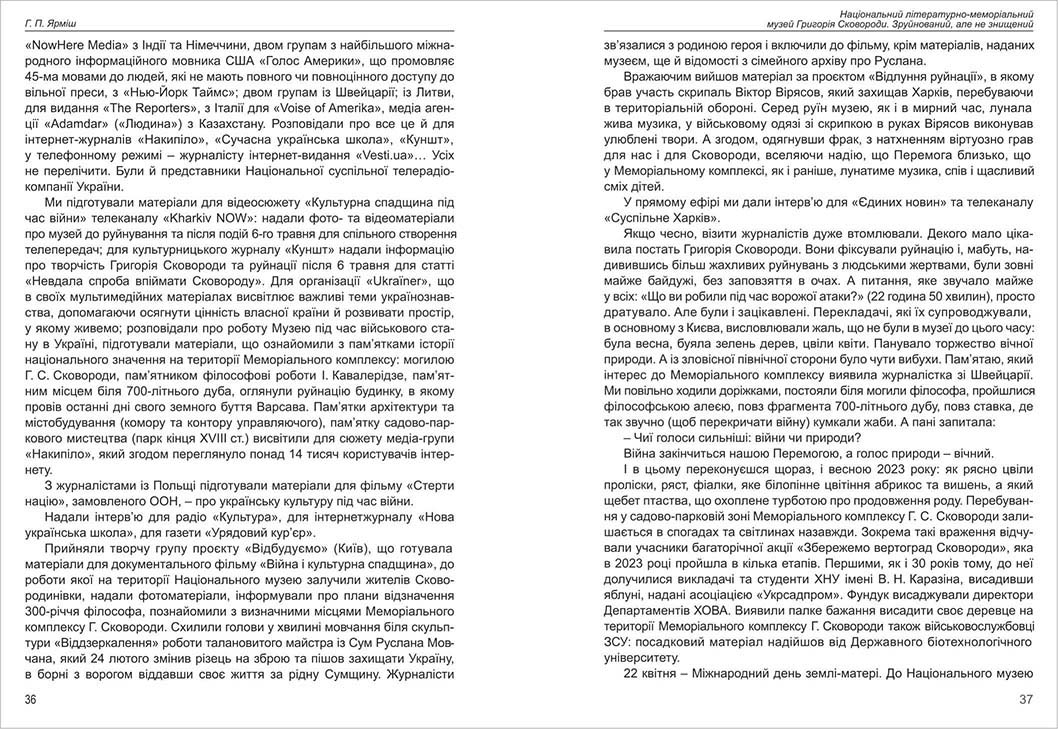 Г. П. Ярміш
«NowHere Media» з Індії та Німеччини, двом групам з найбільшого міжна-
родного інформаційного мовника США «Голос Америки», що промовляє
45-ма мовами до людей, які не мають повного чи повноцінного доступу до
вільної преси, з «Нью-Йорк Таймс»; двом групам із Швейцарії; із Литви,
для видання «The Reporters», з Італії для «Voise of Amerika», медіа аген-
ції «Adamdar» («Людина») з Казахстану. Розповідали про все це й для
інтернет-журналів «Накипіло», «Сучасна українська школа», «Куншт»,
у телефонному режимі – журналісту інтернет-видання «Vesti.ua»… Усіх
не перелічити. Були й представники Національної суспільної телерадіо-
компанії України.
Ми підготували матеріали для відеосюжету «Культурна спадщина під
час війни» телеканалу «Kharkiv NOW»: надали фото- та відеоматеріали
про музей до руйнування та після подій 6-го травня для спільного створення
телепередач; для культурницького журналу «Куншт» надали інформацію
про творчість Григорія Сковороди та руйнації після 6 травня для статті
«Невдала спроба впіймати Сковороду». Для організації «Ukraїner», що
в своїх мультимедійних матеріалах висвітлює важливі теми українознав-
ства, допомагаючи осягнути цінність власної країни й розвивати простір,
у якому живемо; розповідали про роботу Музею під час військового ста-
ну в Україні, підготували матеріали, що ознайомили з пам'ятками історії
національного значення на території Меморіального комплексу: могилою
Г. С. Сковороди, пам'ятником філософові роботи І. Кавалерідзе, пам'ят-
ним місцем біля 700-літнього дуба, оглянули руйнацію будинку, в якому
провів останні дні свого земного буття Варсава. Пам'ятки архітектури та
містобудування (комору та контору управляючого), пам'ятку садово-пар-
кового мистецтва (парк кінця XVIII ст.) висвітили для сюжету медіа-групи
«Накипіло», який згодом переглянуло понад 14 тисяч користувачів інтер-
нету.
З журналістами із Польщі підготували матеріали для фільму «Стерти
націю», замовленого ООН, – про українську культуру під час війни.
Надали інтерв'ю для радіо «Культура», для інтернетжурналу «Нова
українська школа», для газети «Урядовий кур'єр».
Прийняли творчу групу проєкту «Відбудуємо» (Київ), що готувала
матеріали для документального фільму «Війна і культурна спадщина», до
роботи якої на території Національного музею залучили жителів Сково-
родинівки, надали фотоматеріали, інформували про плани відзначення
300-річчя філософа, познайомили з визначними місцями Меморіального
комплексу Г. Сковороди. Схилили голови у хвилині мовчання біля скульп-
тури «Віддзеркалення» роботи талановитого майстра із Сум Руслана Мов-
чана, який 24 лютого змінив різець на зброю та пішов захищати Україну,
в борні з ворогом віддавши своє життя за рідну Сумщину. Журналісти
36
Національний літературно-меморіальний
музей Григорія Сковороди. Зруйнований, але не знищений
зв'язалися з родиною героя і включили до фільму, крім матеріалів, наданих
музеєм, ще й відомості з сімейного архіву про Руслана.
Вражаючим вийшов матеріал за проєктом «Відлуння руйнації», в якому
брав участь скрипаль Віктор Вірясов, який захищав Харків, перебуваючи
в територіальній обороні. Серед руїн музею, як і в мирний час, лунала
жива музика, у військовому одязі зі скрипкою в руках Вірясов виконував
улюблені твори. А згодом, одягнувши фрак, з натхненням віртуозно грав
для нас і для Сковороди, вселяючи надію, що Перемога близько, що
у Меморіальному комплексі, як і раніше, лунатиме музика, спів і щасливий
сміх дітей.
У прямому ефірі ми дали інтерв'ю для «Єдиних новин» та телеканалу
«Суспільне Харків».
Якщо чесно, візити журналістів дуже втомлювали. Декого мало ціка-
вила постать Григорія Сковороди. Вони фіксували руйнацію і, мабуть, на-
дивившись більш жахливих руйнувань з людськими жертвами, були зовні
майже байдужі, без заповзяття в очах. А питання, яке звучало майже
у всіх: «Що ви робили під час ворожої атаки?» (22 година 50 хвилин), просто
дратувало. Але були і зацікавлені. Перекладачі, які їх супроводжували,
в основному з Києва, висловлювали жаль, що не були в музеї до цього часу:
була весна, буяла зелень дерев, цвіли квіти. Панувало торжество вічної
природи. А із зловісної північної сторони було чути вибухи. Пам'ятаю, який
інтерес до Меморіального комплексу виявила журналістка зі Швейцарії.
Ми повільно ходили доріжками, постояли біля могили філософа, пройшлися
філософською алеєю, повз фрагмента 700-літнього дубу, повз ставка, де
так звучно (щоб перекричати війну) кумкали жаби. А пані запитала:
– Чиї голоси сильніші: війни чи природи?
Війна закінчиться нашою Перемогою, а голос природи – вічний.
І в цьому переконуєшся щораз, і весною 2023 року: як рясно цвіли
проліски, ряст, фіалки, яке білопінне цвітіння абрикос та вишень, а який
щебет птаства, що охоплене турботою про продовження роду. Перебуван-
ня у садово-парковій зоні Меморіального комплексу Г. С. Сковороди зали-
шається в спогадах та світлинах назавжди. Зокрема такі враження відчу-
вали учасники багаторічної акції «Збережемо вертоград Сковороди», яка
в 2023 році пройшла в кілька етапів. Першими, як і 30 років тому, до неї
долучилися викладачі та студенти ХНУ імені В. Н. Каразіна, висадивши
яблуні, надані асоціацією «Укрсадпром». Фундук висаджували директори
Департаментів ХОВА. Виявили палке бажання висадити своє деревце на
території Меморіального комплексу Г. Сковороди також військовослужбовці
ЗСУ: посадковий матеріал надійшов від Державного біотехнологічного
університету.
22 квітня – Міжнародний день землі-матері. До Національного музею
37